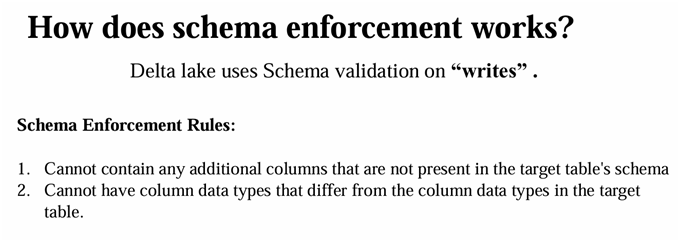 How does schema enforcement works?
Delta lake uses Schema validation on “writes” .
Schema Enforcement Rules:
1. Cannot contain any additional columns that are not present in the target table's schema
2. Cannot have column data types that differ from the column data types in the target
table.